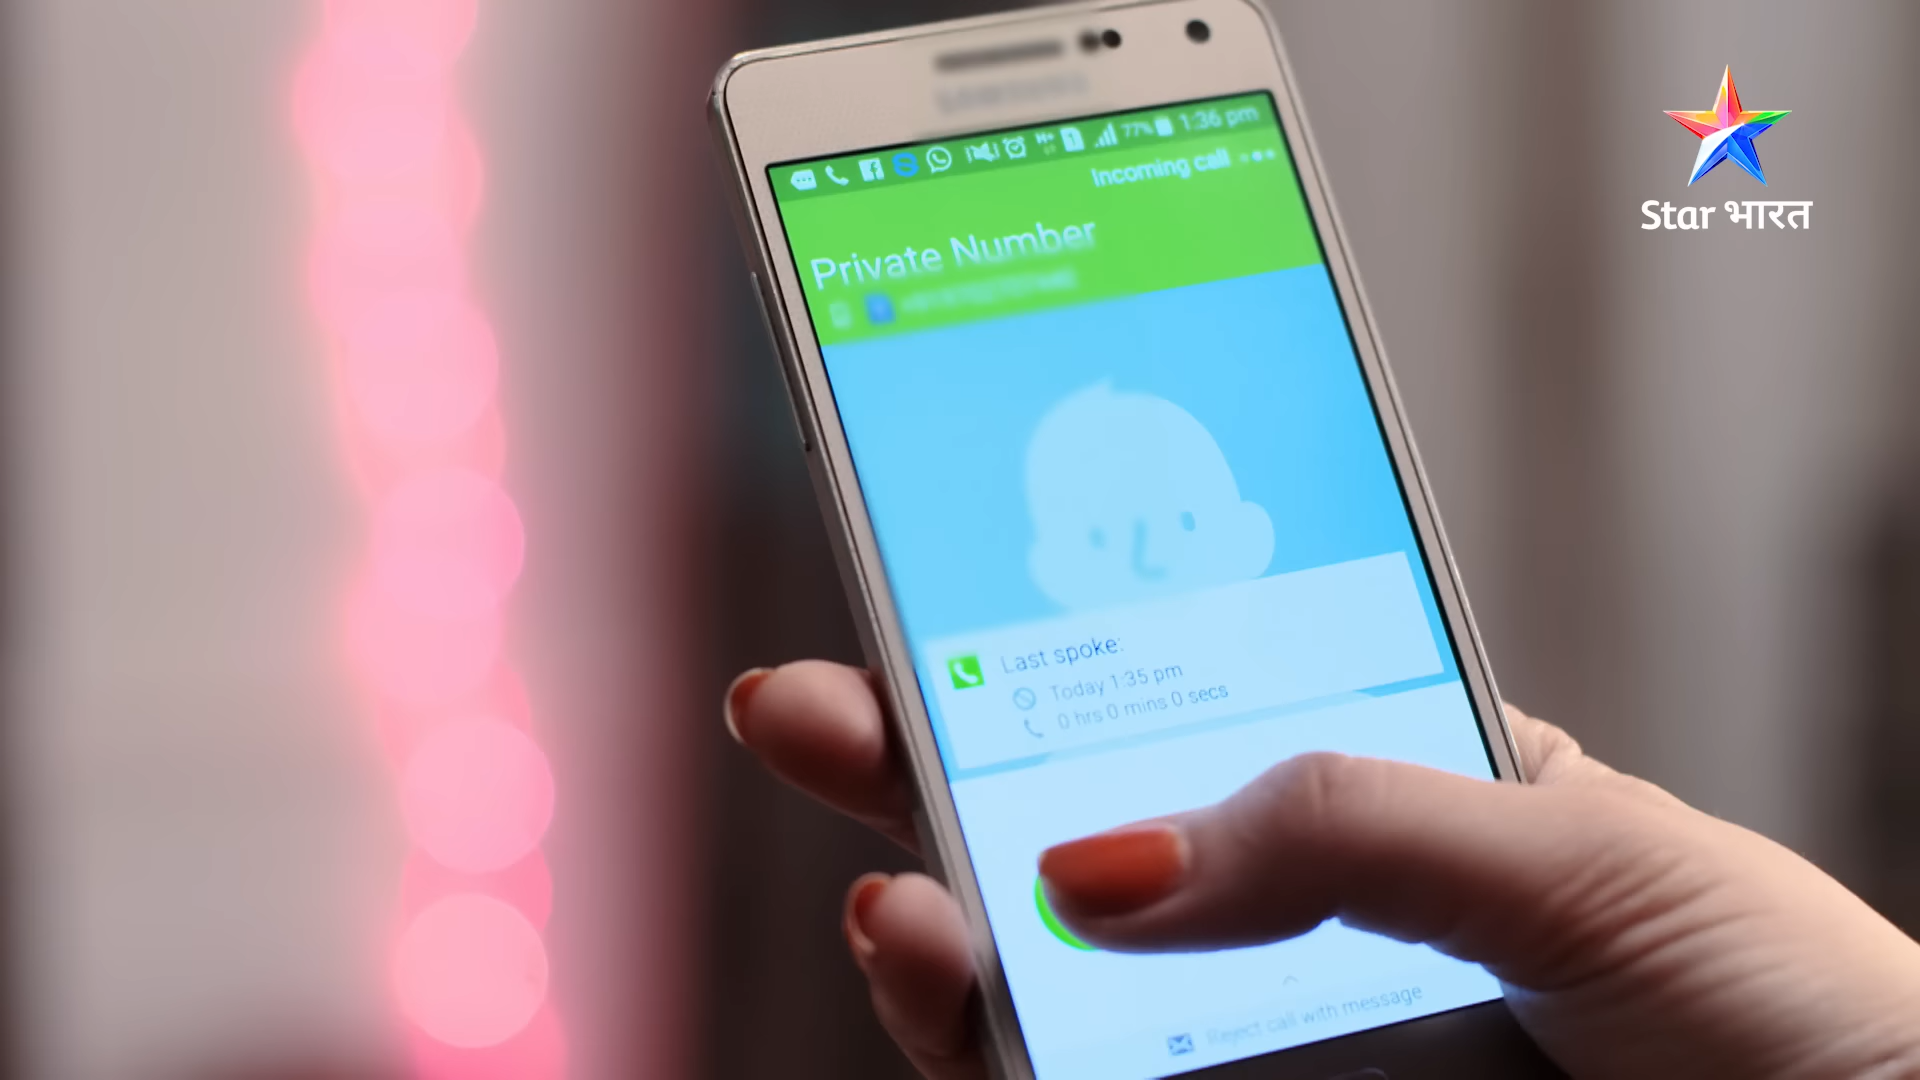 77% 1:36 pm
Incoming call
Private Number
Last spoke:
Today 1:35 pm
0 hrs 0 mins 0 secs
Reject call with message
Star भारत